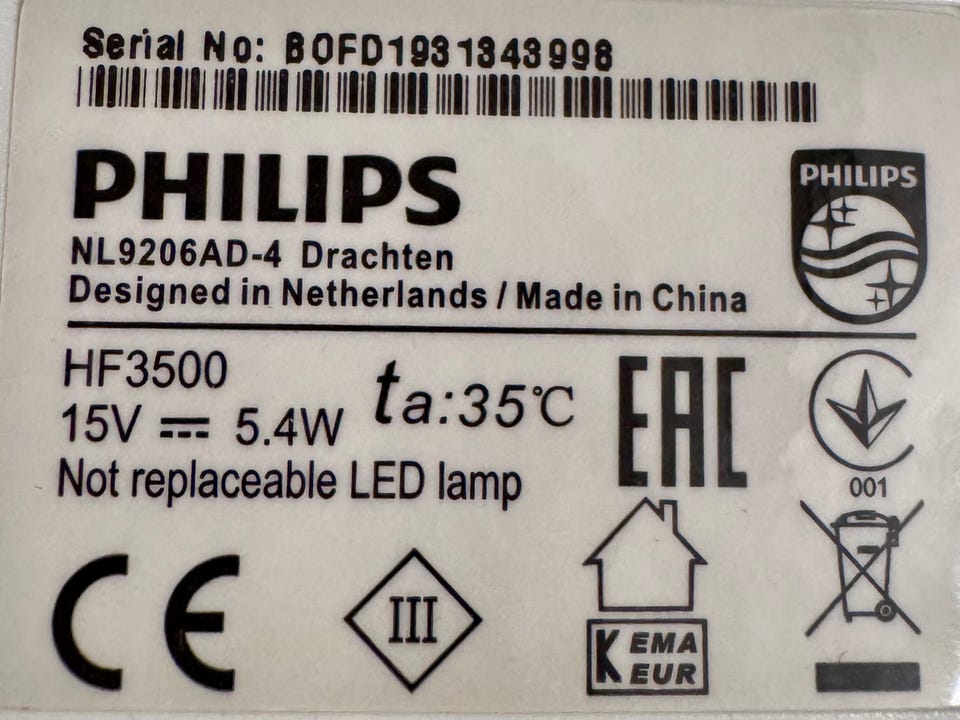 Serial No: BOFD1931343998
PHILIPS
PHILIPS
NL9206AD-4 Drachten
Designed in Netherlands / Made in China
HF3500
15V ⎓ 5.4W
ta:35℃
Not replaceable LED lamp
EAC
001
CE
III
KEMA
KEUR